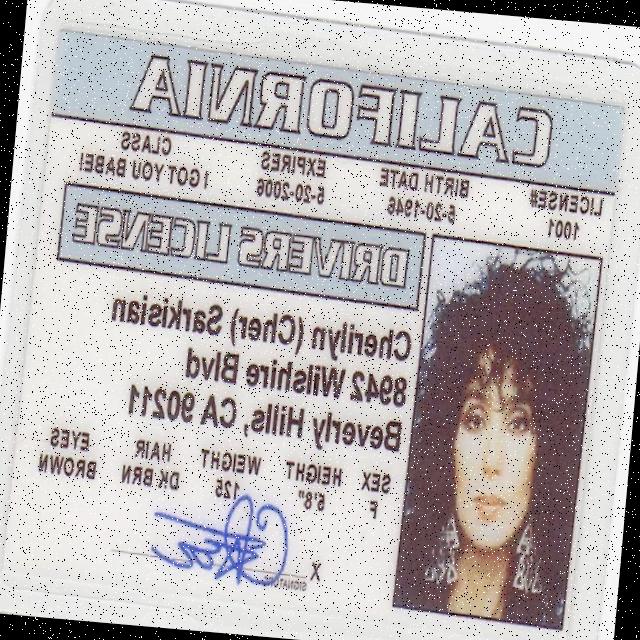 CALIFORNIA
LICENSE# BIRTH DATE EXPIRES CLASS
1001 5-20-1946 5-20-2006 I GOT YOU BABE!
DRIVERS LICENSE
Cherilyn (Cher) Sarkisian
8942 Wilshire Blvd
Beverly Hills, CA 90211
SEX HEIGHT WEIGHT HAIR EYES
F 5'8" 125 DK BRN BROWN
X
SIGNATURE